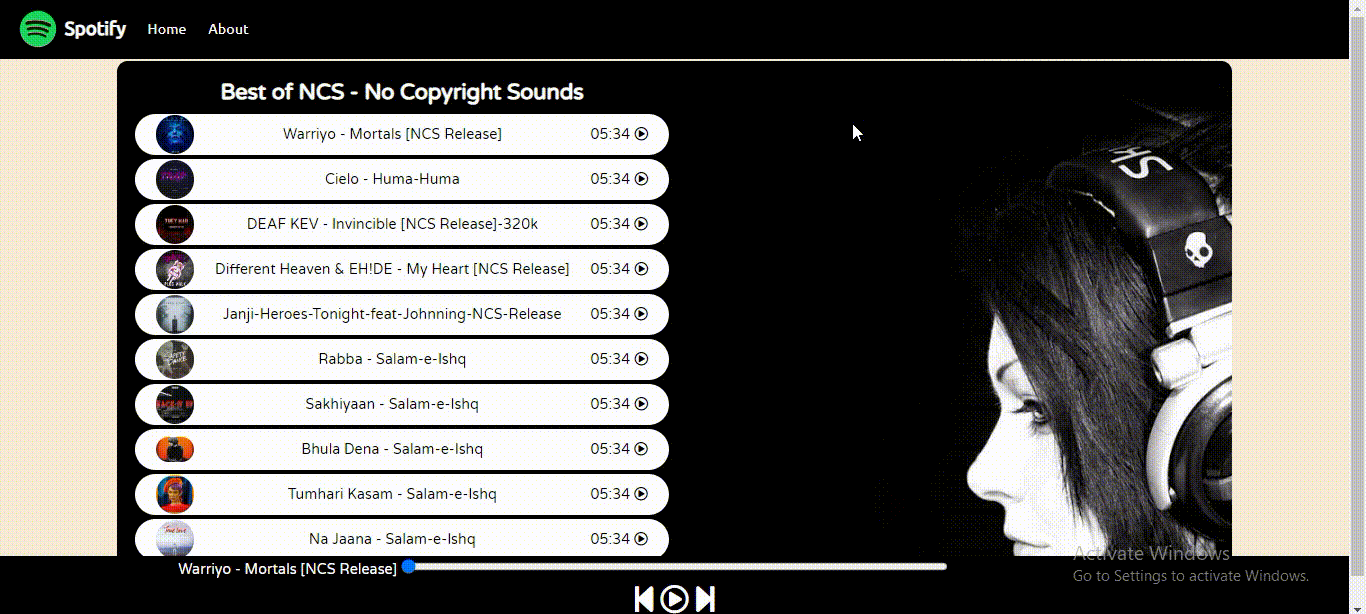 Spotify Home About
Best of NCS - No Copyright Sounds
Warriyo - Mortals [NCS Release] 05:34
Cielo - Huma-Huma 05:34
DEAF KEV - Invincible [NCS Release]-320k 05:34
Different Heaven & EH!DE - My Heart [NCS Release] 05:34
Janji-Heroes-Tonight-feat-Johnning-NCS-Release 05:34
Rabba - Salam-e-Ishq 05:34
Sakhiyaan - Salam-e-Ishq 05:34
Bhula Dena - Salam-e-Ishq 05:34
Tumhari Kasam - Salam-e-Ishq 05:34
Na Jaana - Salam-e-Ishq 05:34
Activate Windows
Go to Settings to activate Windows.
Warriyo - Mortals [NCS Release]